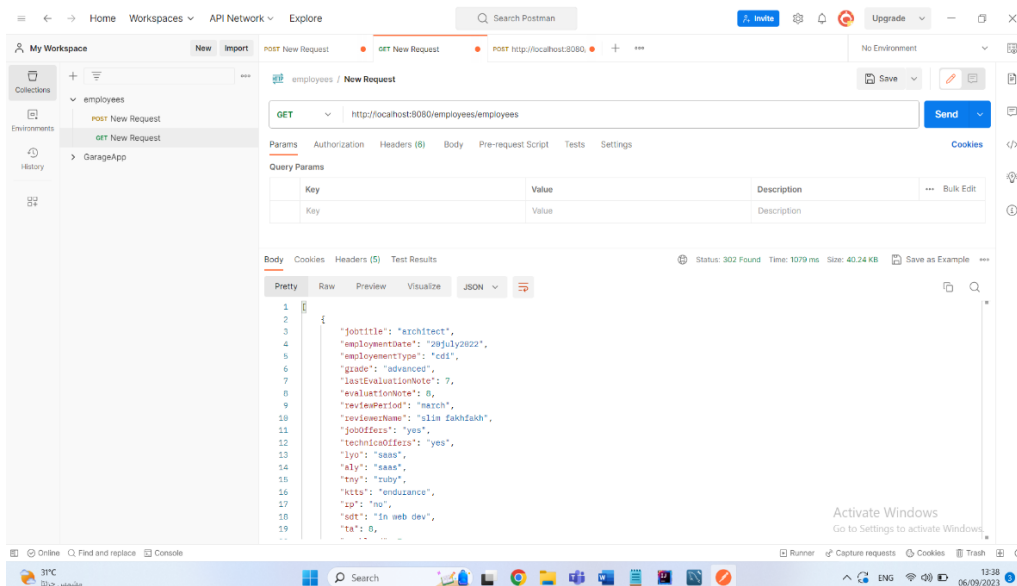 Home Workspaces API Network Explore Search Postman Invite Upgrade
My Workspace New Import POST New Request GET New Request POST http://localhost:8080, No Environment
Collections employees employees / New Request Save
POST New Request GET http://localhost:8080/employees/employees Send
Environments GET New Request
GarageApp Params Authorization Headers (6) Body Pre-request Script Tests Settings Cookies
History Query Params
Key Value Description Bulk Edit
Key Value Description
Body Cookies Headers (5) Test Results Status: 302 Found Time: 1079 ms Size: 40.24 KB Save as Example
Pretty Raw Preview Visualize JSON
1 [
2 {
3 "jobtitle": "architect",
4 "employmentDate": "20july2022",
5 "employementType": "cdi",
6 "grade": "advanced",
7 "lastEvaluationNote": 7,
8 "evaluationNote": 8,
9 "reviewPeriod": "march",
10 "reviewerName": "slim fakhfakh",
11 "jobOffers": "yes",
12 "technicaOffers": "yes",
13 "lyo": "saas",
14 "aly": "saas",
15 "tny": "ruby",
16 "ktts": "endurance",
17 "rp": "no",
18 "sdt": "in web dev",
19 "ta": 8,
Activate Windows
Go to Settings to activate Windows.
Online Find and replace Console Runner Capture requests Cookies Trash
31°C Search ENG 13:38
06/09/2023